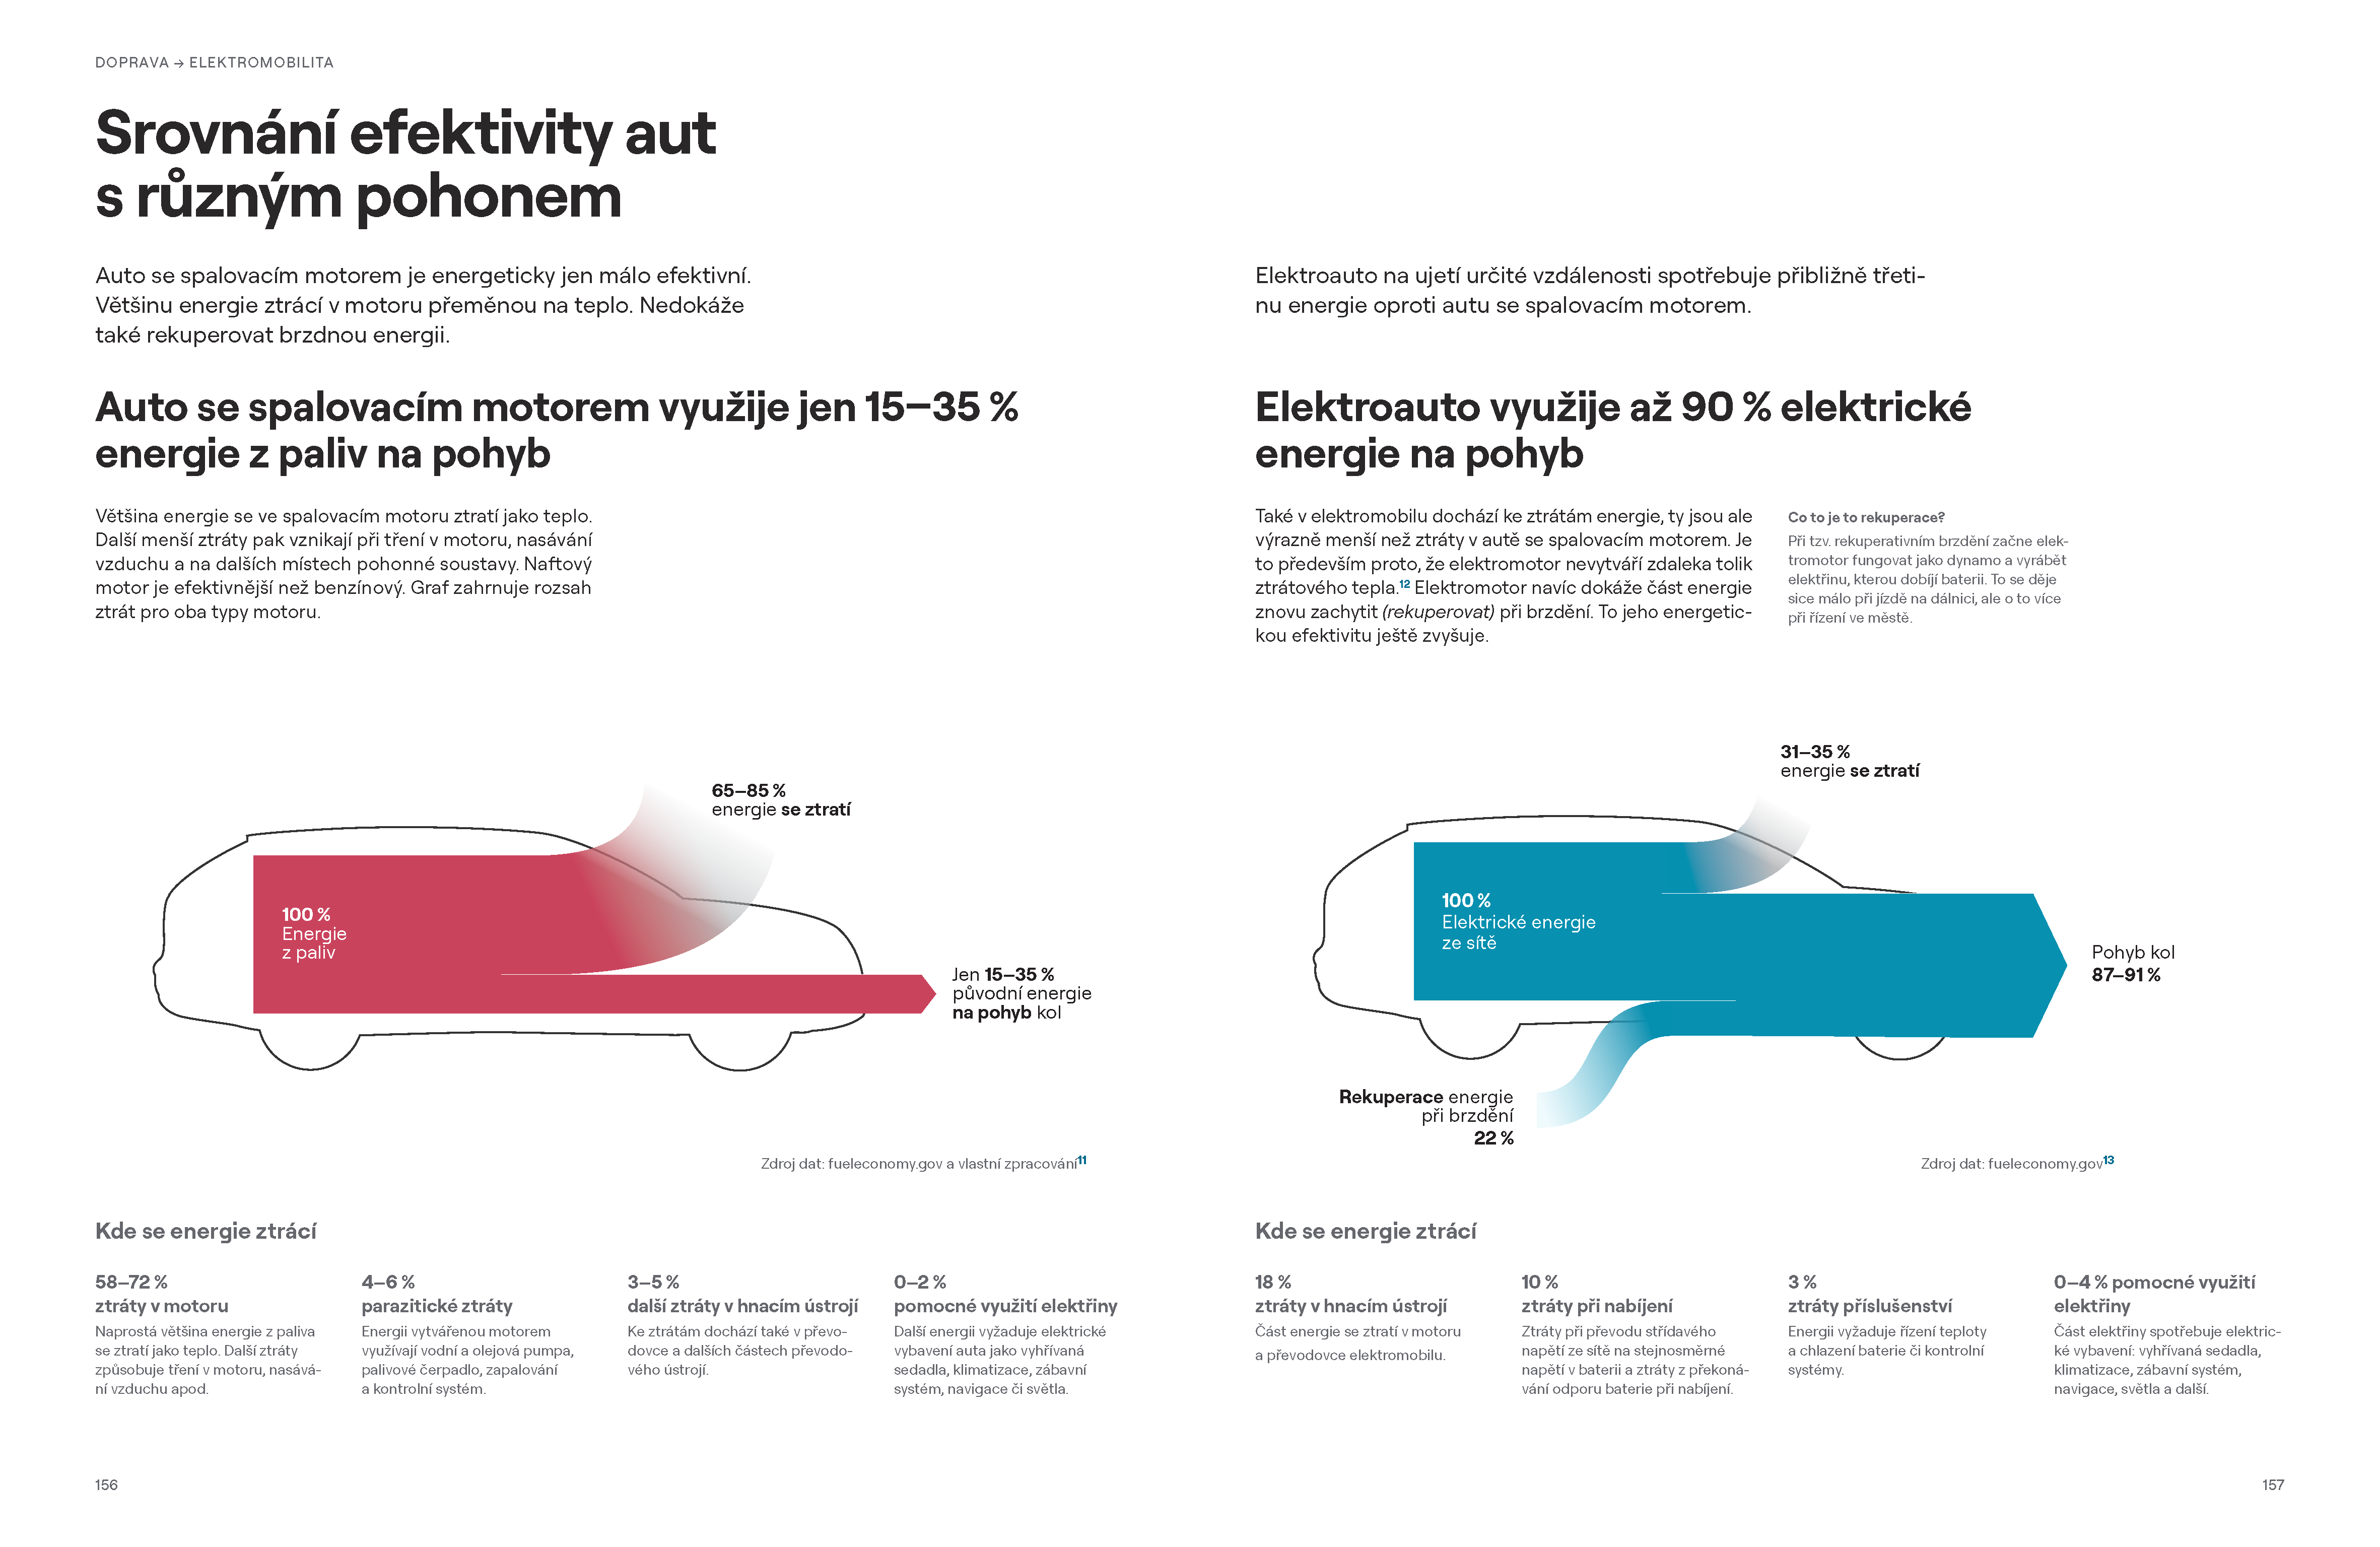 DOPRAVA → ELEKTROMOBILITA
Srovnání efektivity aut
s různým pohonem
Auto se spalovacím motorem je energeticky jen málo efektivní.
Většinu energie ztrácí v motoru přeměnou na teplo. Nedokáže
také rekuperovat brzdnou energii.
Auto se spalovacím motorem využije jen 15–35 %
energie z paliv na pohyb
Většina energie se ve spalovacím motoru ztratí jako teplo.
Další menší ztráty pak vznikají při tření v motoru, nasávání
vzduchu a na dalších místech pohonné soustavy. Naftový
motor je efektivnější než benzínový. Graf zahrnuje rozsah
ztrát pro oba typy motoru.
65–85 %
energie se ztratí
100 %
Energie
z paliv
Jen 15–35 %
původní energie
na pohyb kol
Zdroj dat: fueleconomy.gov a vlastní zpracování11
Kde se energie ztrácí
58–72 %
ztráty v motoru
Naprostá většina energie z paliva
se ztratí jako teplo. Další ztráty
způsobuje tření v motoru, nasává-
ní vzduchu apod.
4–6 %
parazitické ztráty
Energii vytvářenou motorem
využívají vodní a olejová pumpa,
palivové čerpadlo, zapalování
a kontrolní systém.
3–5 %
další ztráty v hnacím ústrojí
Ke ztrátám dochází také v převo-
dovce a dalších částech převodo-
vého ústrojí.
0–2 %
pomocné využití elektřiny
Další energii vyžaduje elektrické
vybavení auta jako vyhřívaná
sedadla, klimatizace, zábavní
systém, navigace či světla.
156
Elektroauto na ujetí určité vzdálenosti spotřebuje přibližně třeti-
nu energie oproti autu se spalovacím motorem.
Elektroauto využije až 90 % elektrické
energie na pohyb
Také v elektromobilu dochází ke ztrátám energie, ty jsou ale
výrazně menší než ztráty v autě se spalovacím motorem. Je
to především proto, že elektromotor nevytváří zdaleka tolik
ztrátového tepla.12 Elektromotor navíc dokáže část energie
znovu zachytit (rekuperovat) při brzdění. To jeho energetic-
kou efektivitu ještě zvyšuje.
Co to je to rekuperace?
Při tzv. rekuperativním brzdění začne elek-
tromotor fungovat jako dynamo a vyrábět
elektřinu, kterou dobíjí baterii. To se děje
sice málo při jízdě na dálnici, ale o to více
při řízení ve městě.
31–35 %
energie se ztratí
100 %
Elektrické energie
ze sítě
Pohyb kol
87–91 %
Rekuperace energie
při brzdění
22 %
Zdroj dat: fueleconomy.gov13
Kde se energie ztrácí
18 %
ztráty v hnacím ústrojí
Část energie se ztratí v motoru
a převodovce elektromobilu.
10 %
ztráty při nabíjení
Ztráty při převodu střídavého
napětí ze sítě na stejnosměrné
napětí v baterii a ztráty z překoná-
vání odporu baterie při nabíjení.
3 %
ztráty příslušenství
Energii vyžaduje řízení teploty
a chlazení baterie či kontrolní
systémy.
0–4 % pomocné využití
elektřiny
Část elektřiny spotřebuje elektric-
ké vybavení: vyhřívaná sedadla,
klimatizace, zábavní systém,
navigace, světla a další.
157